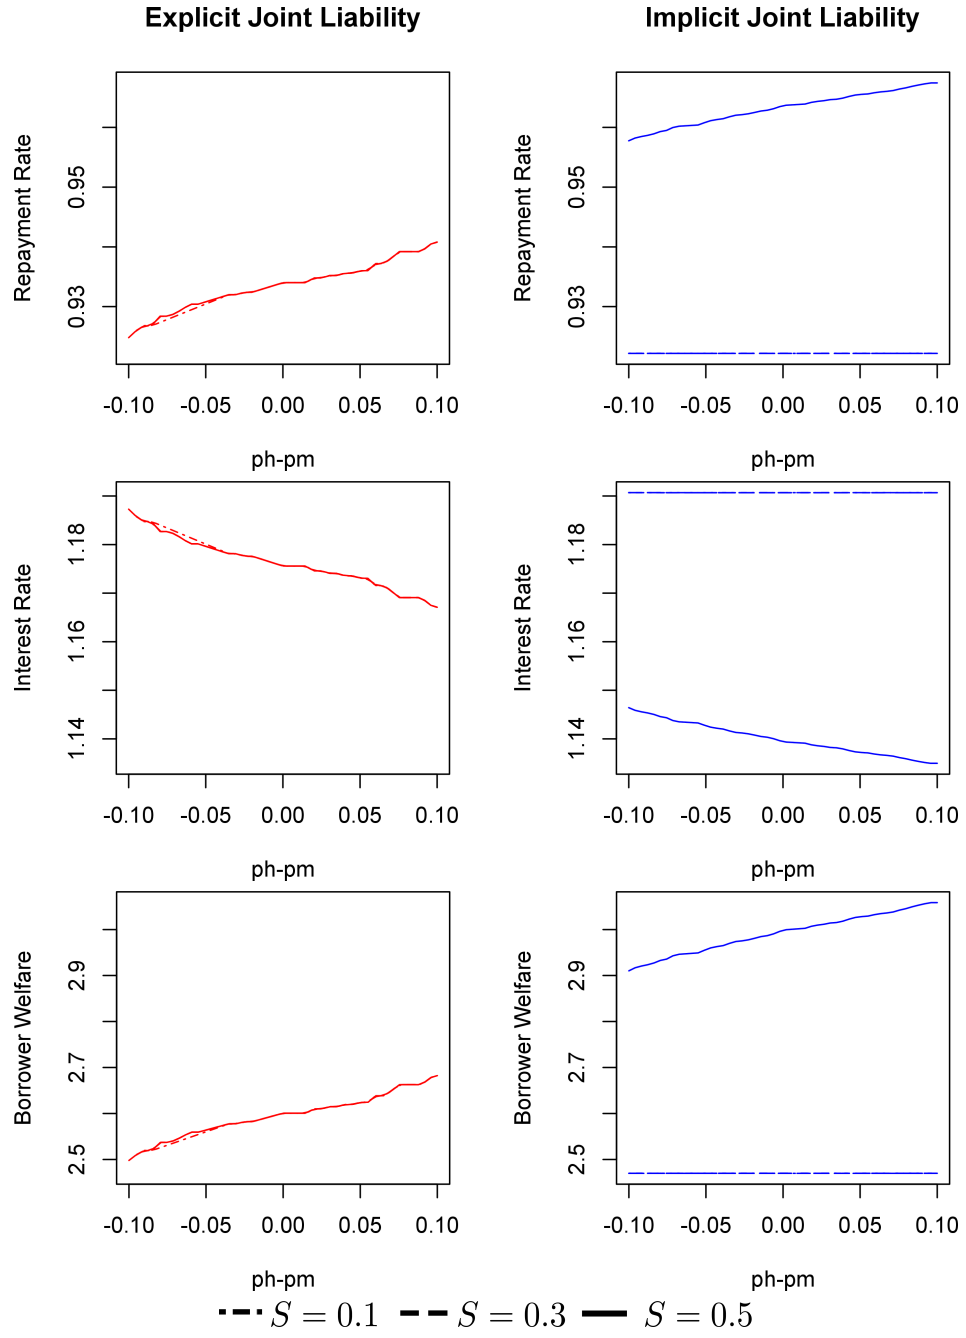 Explicit Joint Liability
Implicit Joint Liability
Repayment Rate
0.93
0.95
-0.10 -0.05 0.00 0.05 0.10
ph-pm
Repayment Rate
0.93
0.95
-0.10 -0.05 0.00 0.05 0.10
ph-pm
Interest Rate
1.14
1.16
1.18
-0.10 -0.05 0.00 0.05 0.10
ph-pm
Interest Rate
1.14
1.16
1.18
-0.10 -0.05 0.00 0.05 0.10
ph-pm
Borrower Welfare
2.5
2.7
2.9
-0.10 -0.05 0.00 0.05 0.10
ph-pm
Borrower Welfare
2.5
2.7
2.9
-0.10 -0.05 0.00 0.05 0.10
ph-pm
S = 0.1 S = 0.3 S = 0.5